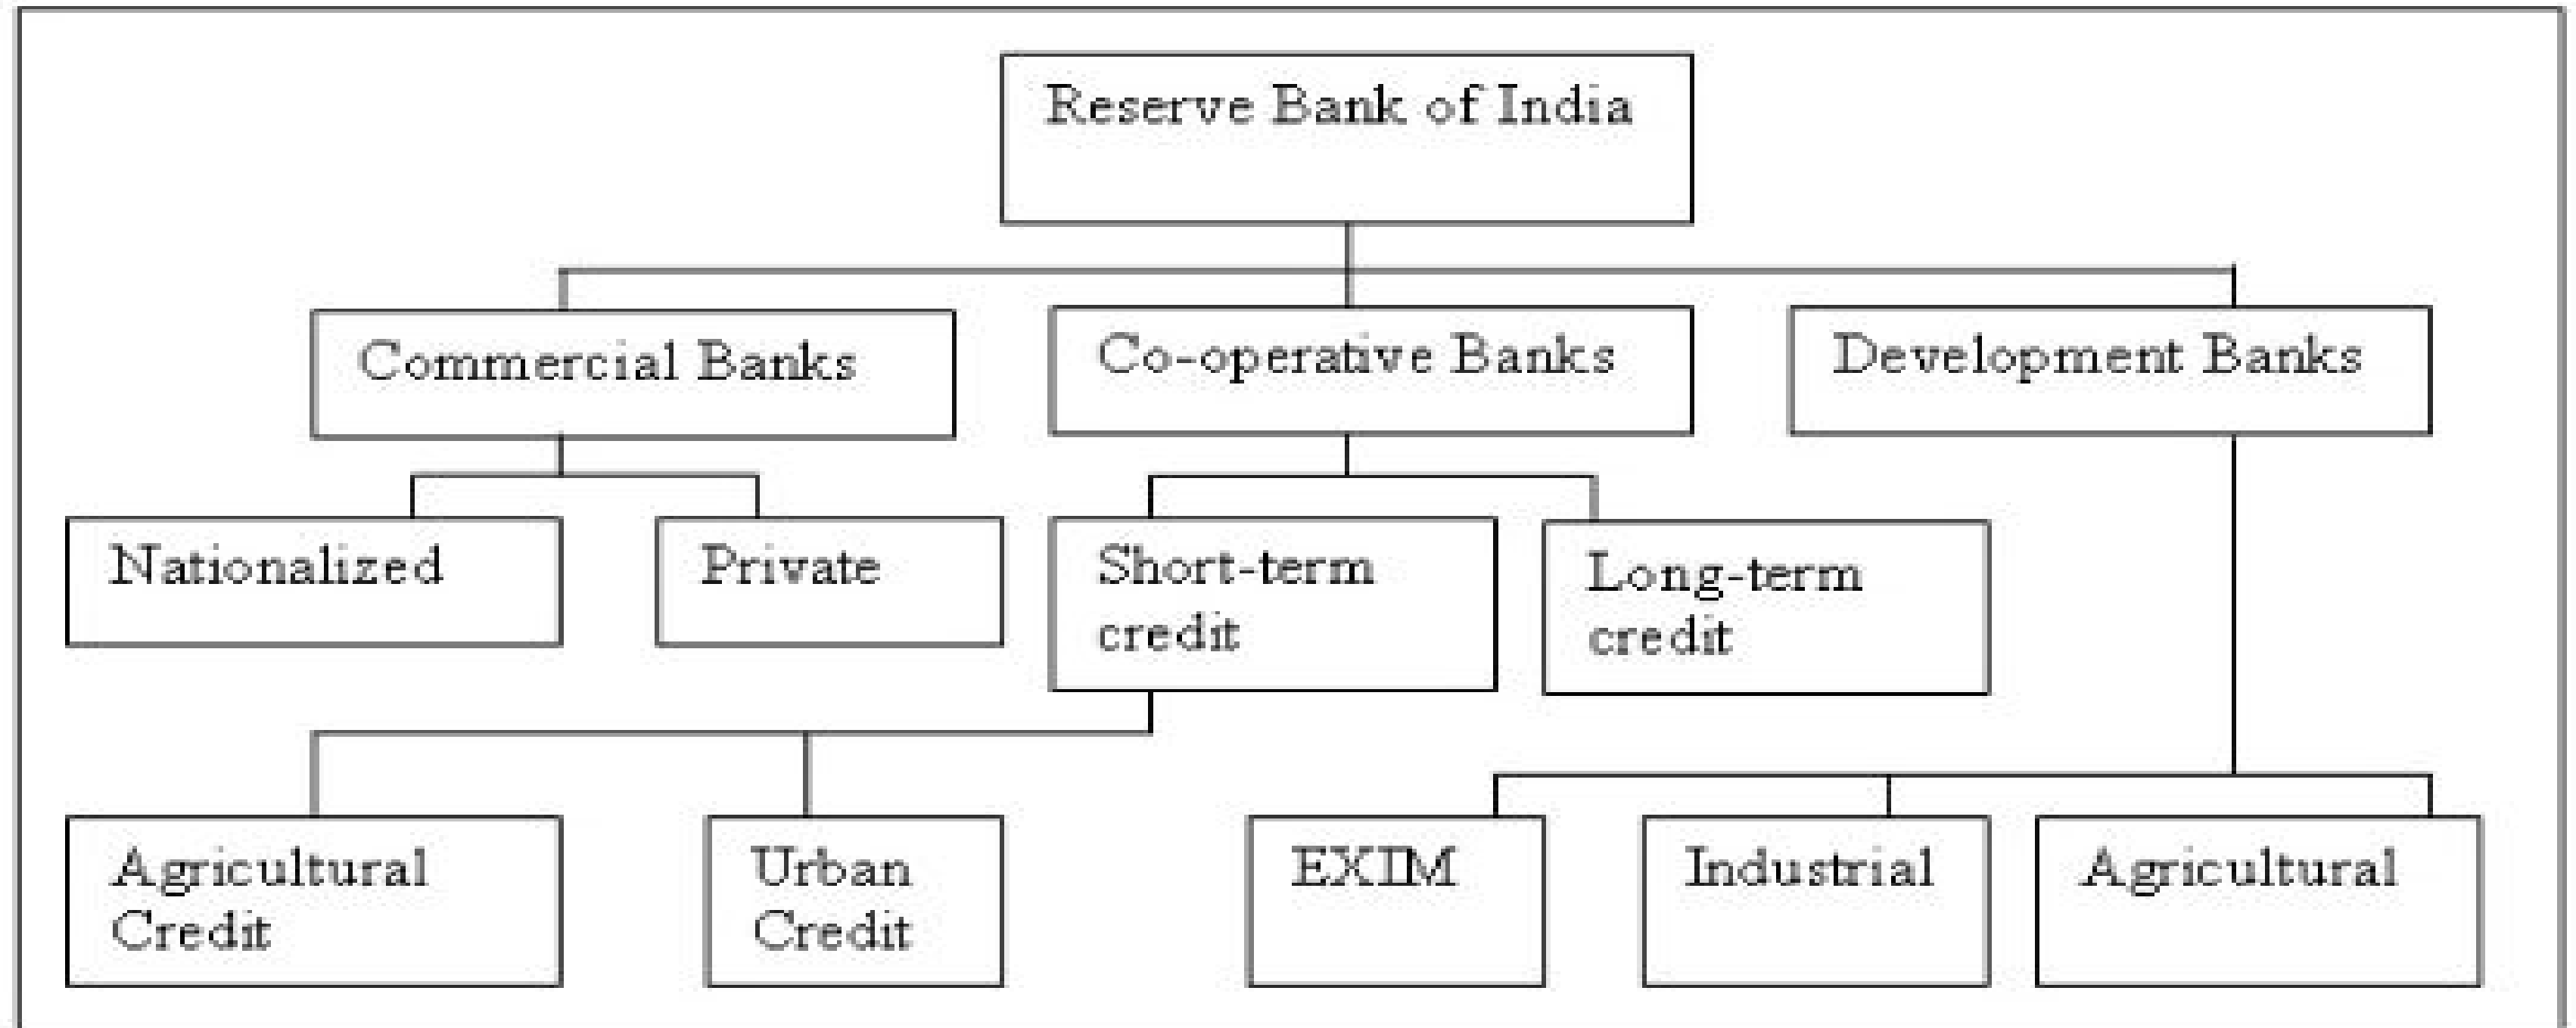 Reserve Bank of India
Commercial Banks
Co-operative Banks
Development Banks
Nationalized
Private
Short-term
credit
Long-term
credit
Agricultural
Credit
Urban
Credit
EXIM
Industrial
Agricultural